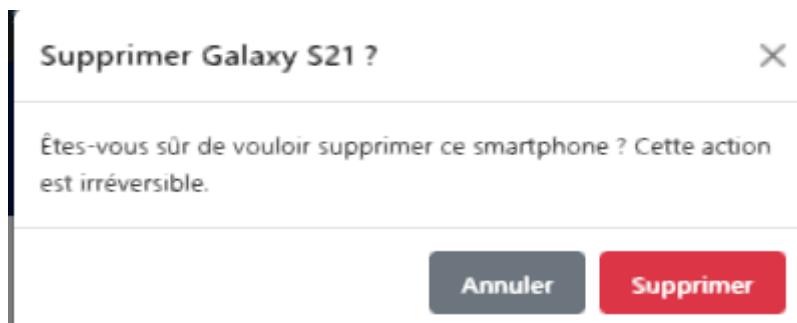 Supprimer Galaxy S21 ?
Êtes-vous sûr de vouloir supprimer ce smartphone ? Cette action
est irréversible.
Annuler
Supprimer